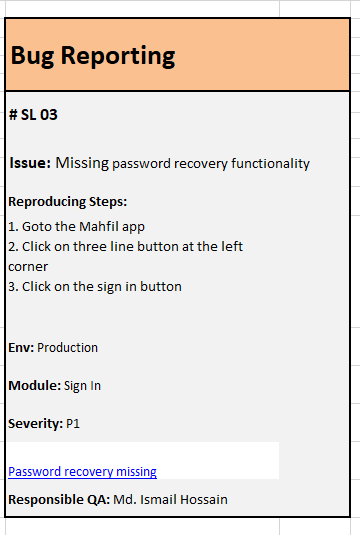 Bug Reporting
# SL 03
Issue: Missing password recovery functionality
Reproducing Steps:
1. Goto the Mahfil app
2. Click on three line button at the left
corner
3. Click on the sign in button
Env: Production
Module: Sign In
Severity: P1
Password recovery missing
Responsible QA: Md. Ismail Hossain